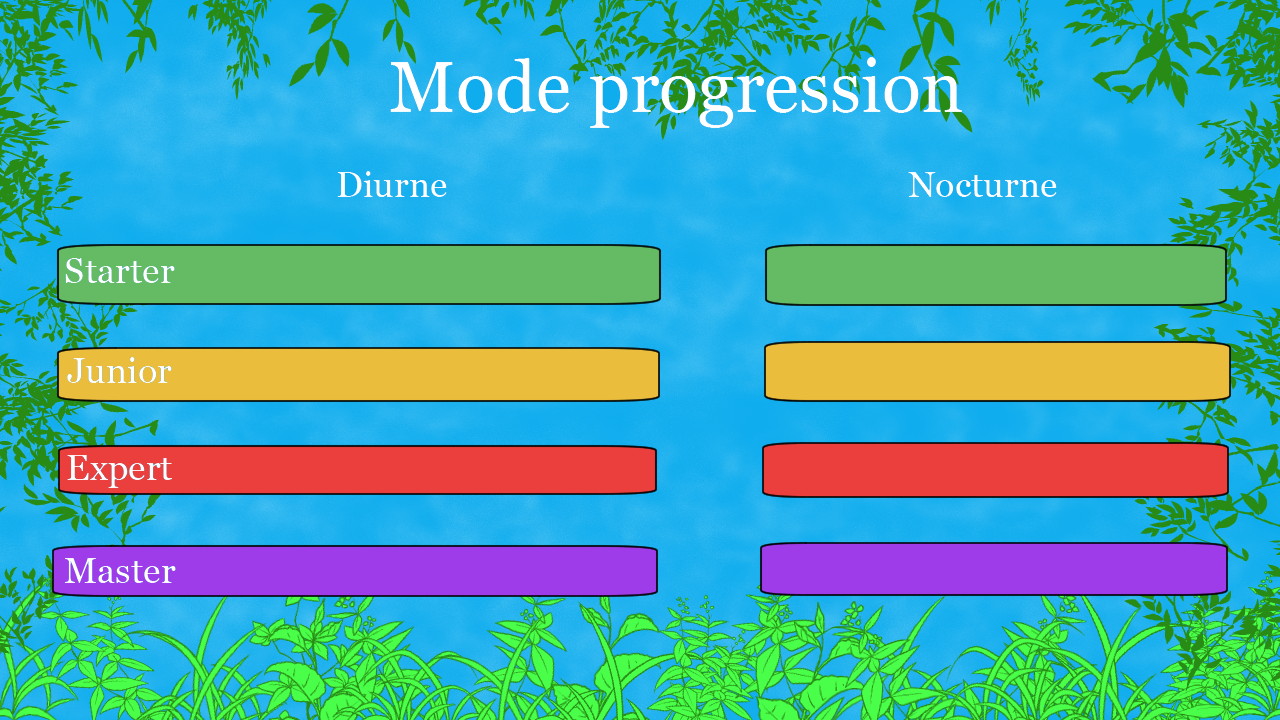 Mode progression
Diurne
Nocturne
Starter
Junior
Expert
Master